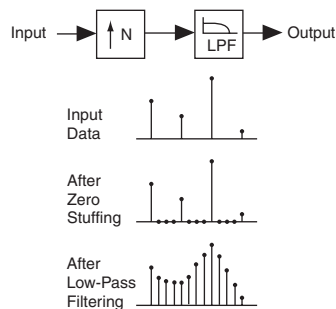 Input
N
LPF
Output
Input
Data
After
Zero
Stuffing
After
Low-Pass
Filtering